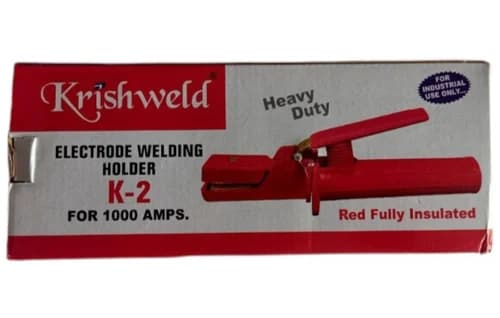 Krishweld®
FOR
INDUSTRIAL
USE ONLY...
Heavy
Duty
ELECTRODE WELDING
HOLDER
K-2
FOR 1000 AMPS.
Red Fully Insulated